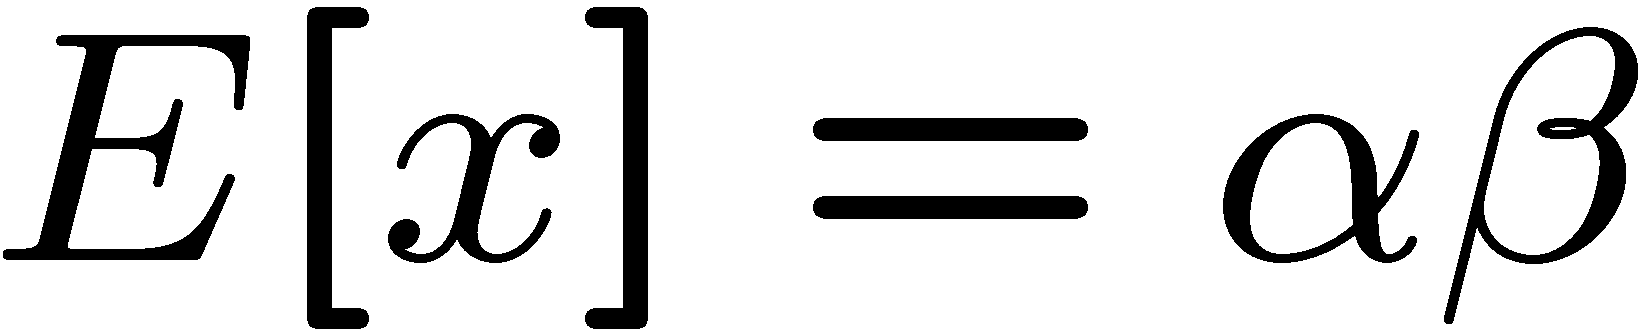 E[x] = αβ